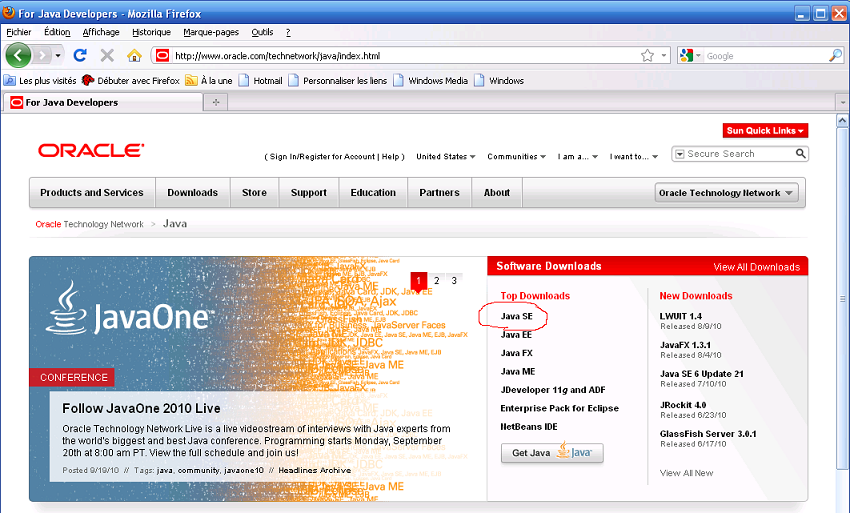 For Java Developers - Mozilla Firefox
Fichier Édition Affichage Historique Marque-pages Outils ?
http://www.oracle.com/technetwork/java/index.html
Google
Les plus visités Débuter avec Firefox À la une Hotmail Personnaliser les liens Windows Media Windows
For Java Developers
Sun Quick Links
ORACLE
( Sign In/Register for Account | Help ) United States Communities I am a... I want to... Secure Search
Products and Services Downloads Store Support Education Partners About Oracle Technology Network
Oracle Technology Network > Java
1 2 3
JavaOne
CONFERENCE
Follow JavaOne 2010 Live
Oracle Technology Network Live is a live videostream of interviews with Java experts from
the world's biggest and best Java conference. Programming starts Monday, September
20th at 8:00 am PT. View the full schedule and join us!
Posted 9/19/10 // Tags: java, community, javaone10 // Headlines Archive
Software Downloads View All Downloads
Top Downloads
Java SE
Java EE
Java FX
Java ME
JDeveloper 11g and ADF
Enterprise Pack for Eclipse
NetBeans IDE
Get Java Java
New Downloads
LWUIT 1.4
Released 8/9/10
JavaFX 1.3.1
Released 8/4/10
Java SE 6 Update 21
Released 7/10/10
JRockit 4.0
Released 6/23/10
GlassFish Server 3.0.1
Released 6/17/10
View All New